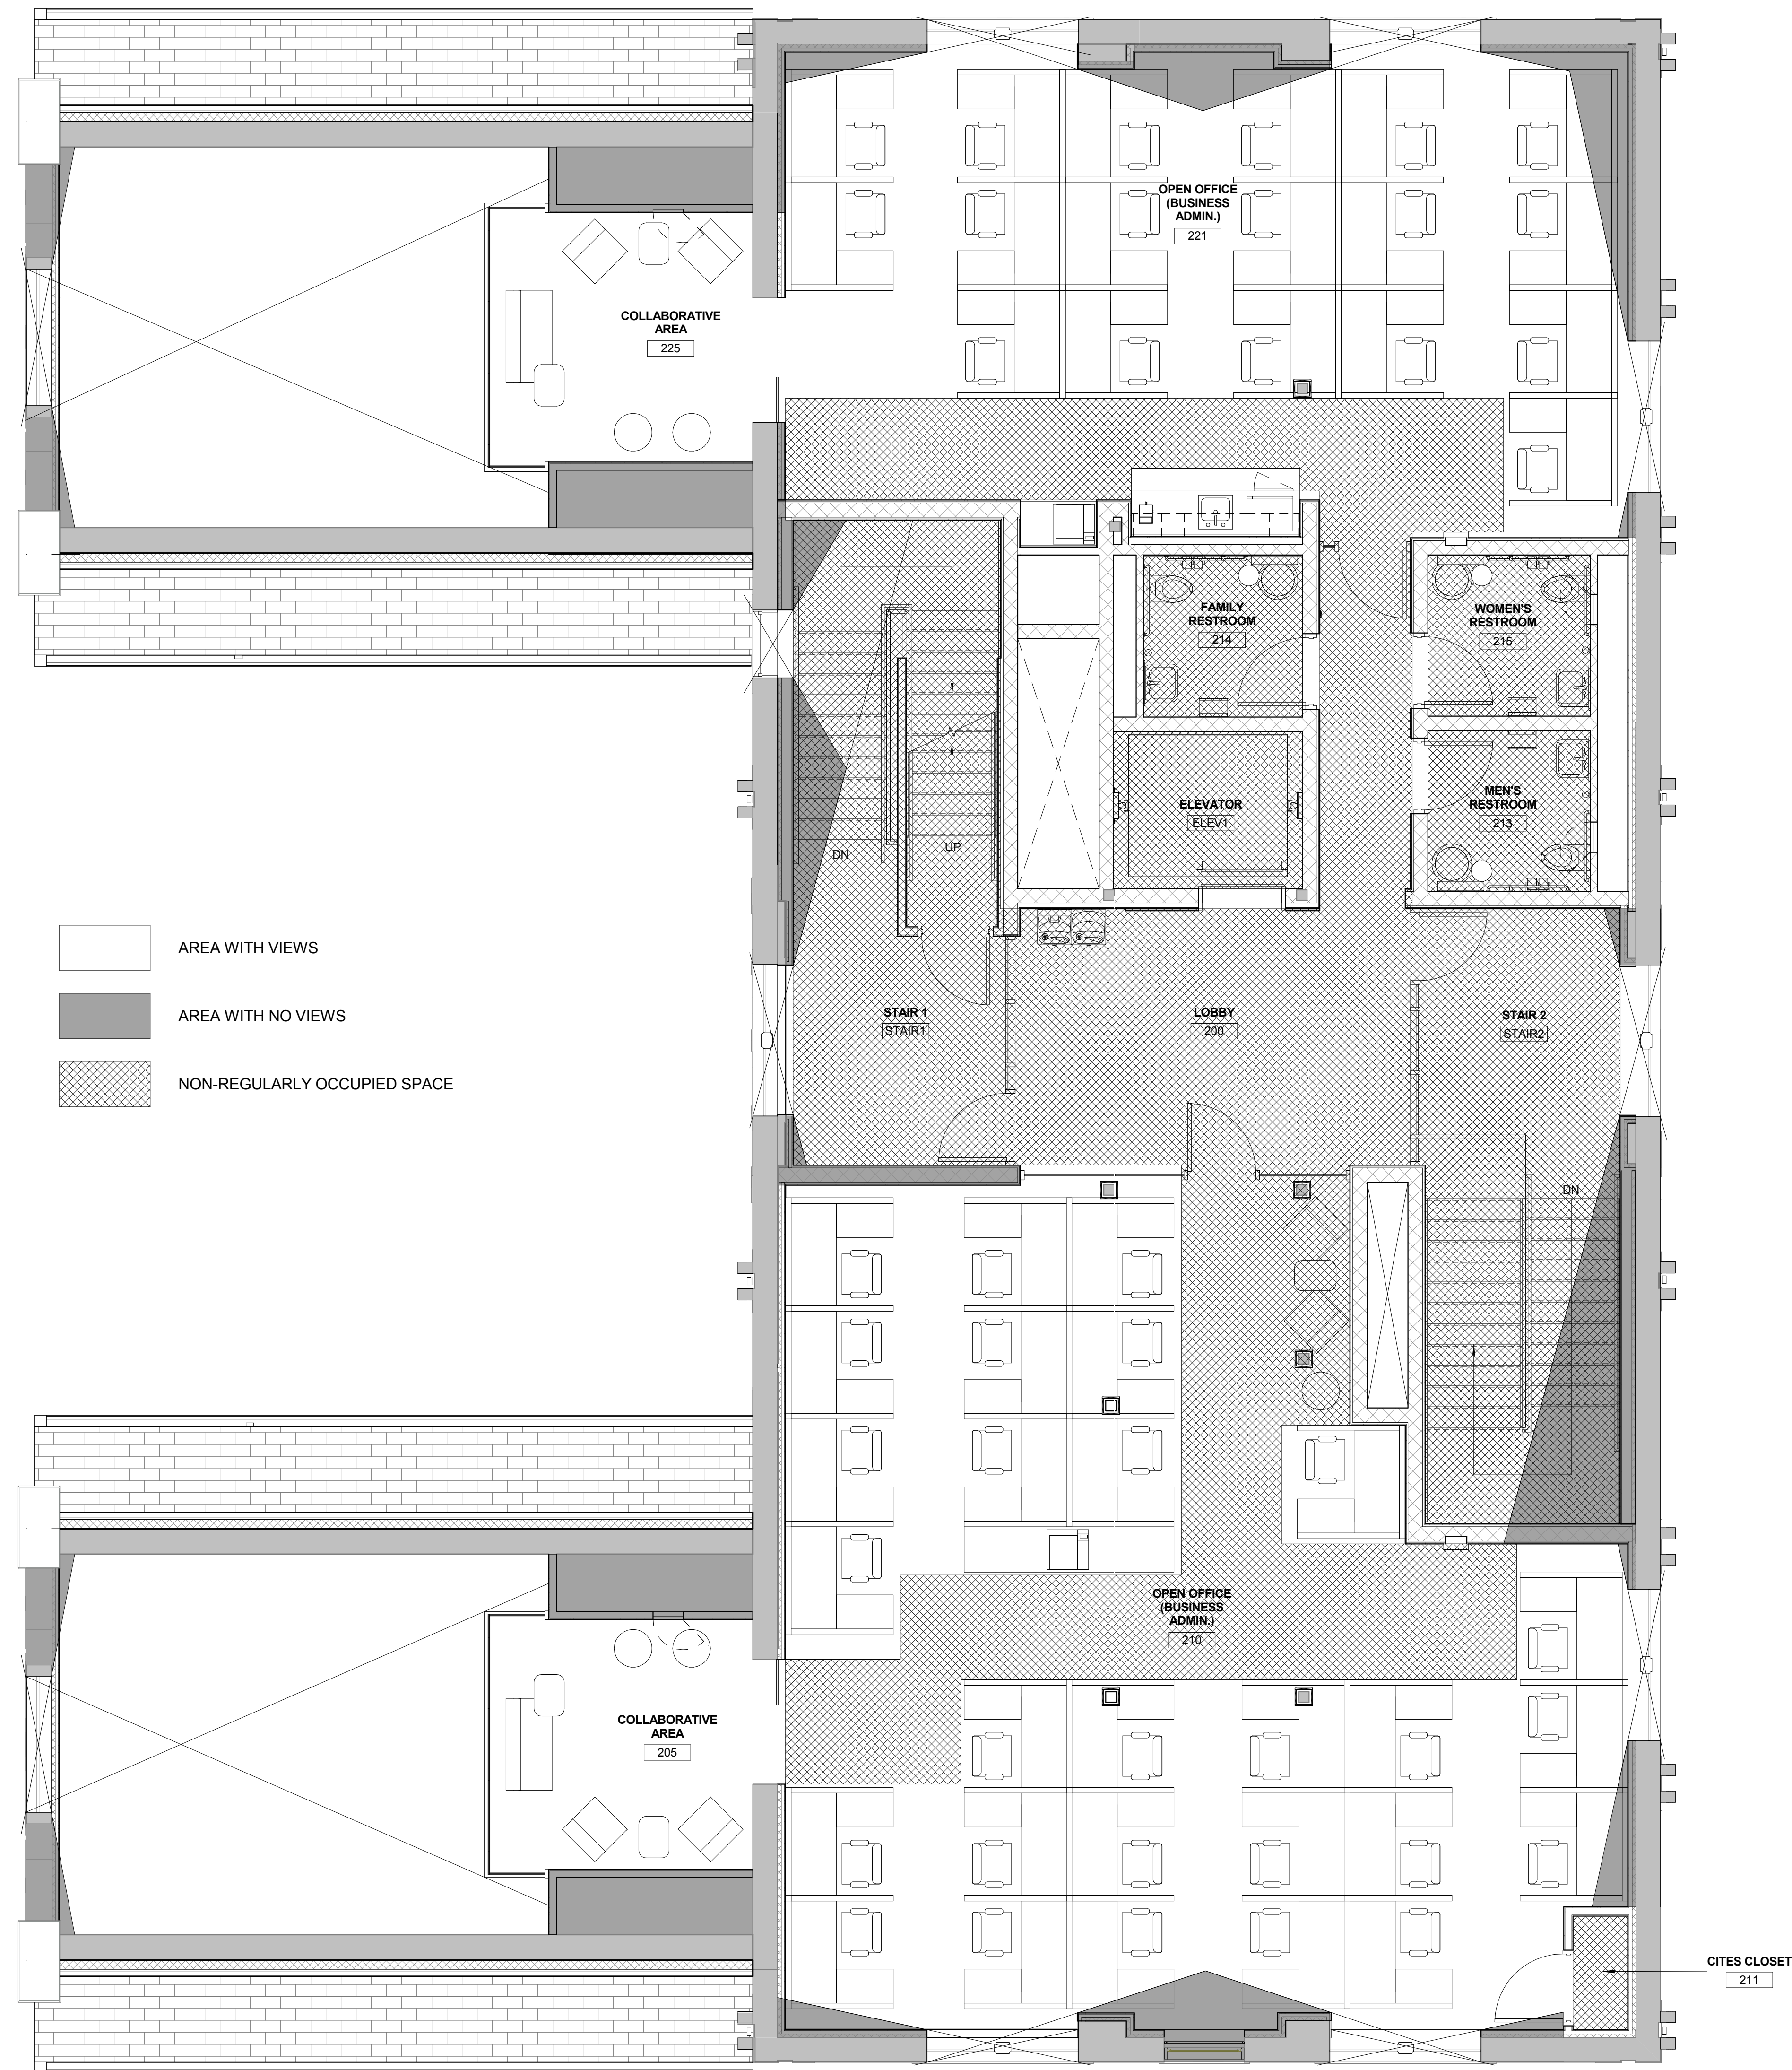 OPEN OFFICE
(BUSINESS
ADMIN.)
221
COLLABORATIVE
AREA
225
FAMILY
RESTROOM
214
WOMEN'S
RESTROOM
215
ELEVATOR
ELEV1
MEN'S
RESTROOM
213
DN
UP
AREA WITH VIEWS
AREA WITH NO VIEWS
NON-REGULARLY OCCUPIED SPACE
STAIR 1
STAIR1
LOBBY
200
STAIR 2
STAIR2
DN
OPEN OFFICE
(BUSINESS
ADMIN.)
210
COLLABORATIVE
AREA
205
CITES CLOSET
211